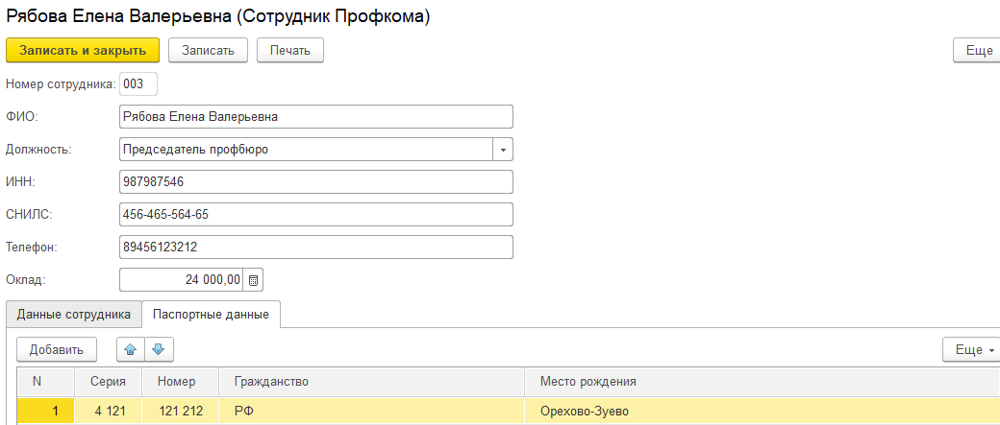 Рябова Елена Валерьевна (Сотрудник Профкома)
Записать и закрыть Записать Печать Еще
Номер сотрудника: 003
ФИО: Рябова Елена Валерьевна
Должность: Председатель профбюро
ИНН: 987987546
СНИЛС: 456-465-564-65
Телефон: 89456123212
Оклад: 24 000,00
Данные сотрудника Паспортные данные
Добавить Еще
N Серия Номер Гражданство Место рождения
1 4 121 121 212 РФ Орехово-Зуево